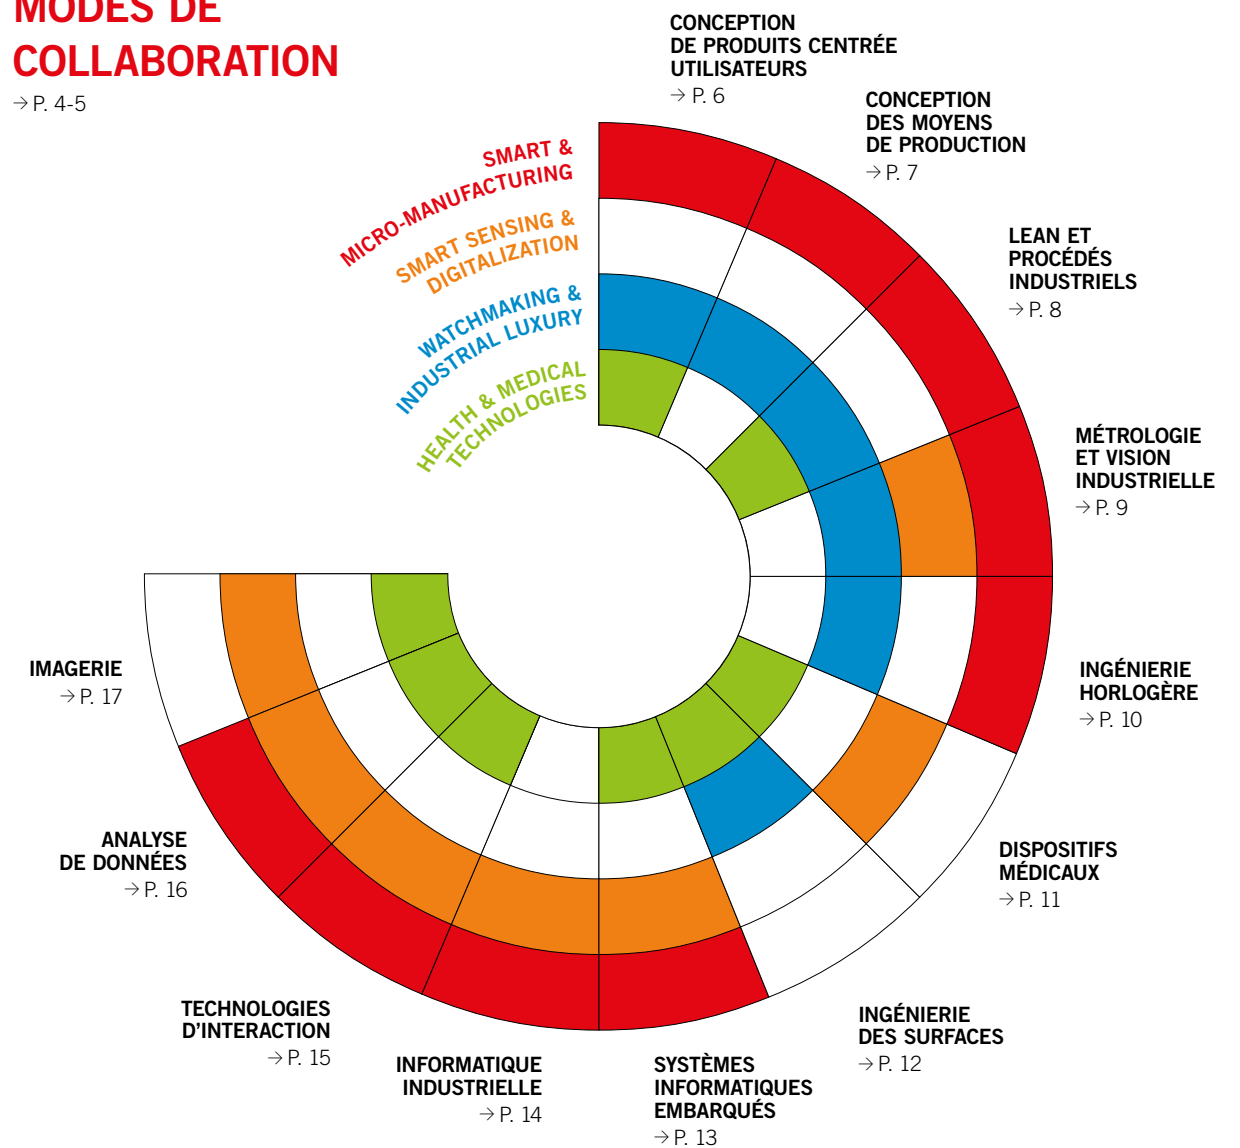 MODES DE
COLLABORATION
→ P. 4-5
CONCEPTION
DE PRODUITS CENTRÉE
UTILISATEURS
→ P. 6
CONCEPTION
DES MOYENS
DE PRODUCTION
→ P. 7
SMART &
MICRO-MANUFACTURING
SMART SENSING &
DIGITALIZATION
WATCHMAKING &
INDUSTRIAL LUXURY
HEALTH & MEDICAL
TECHNOLOGIES
LEAN ET
PROCÉDÉS
INDUSTRIELS
→ P. 8
MÉTROLOGIE
ET VISION
INDUSTRIELLE
→ P. 9
INGÉNIERIE
HORLOGÈRE
→ P. 10
DISPOSITIFS
MÉDICAUX
→ P. 11
INGÉNIERIE
DES SURFACES
→ P. 12
SYSTÈMES
INFORMATIQUES
EMBARQUÉS
→ P. 13
INFORMATIQUE
INDUSTRIELLE
→ P. 14
TECHNOLOGIES
D'INTERACTION
→ P. 15
ANALYSE
DE DONNÉES
→ P. 16
IMAGERIE
→ P. 17